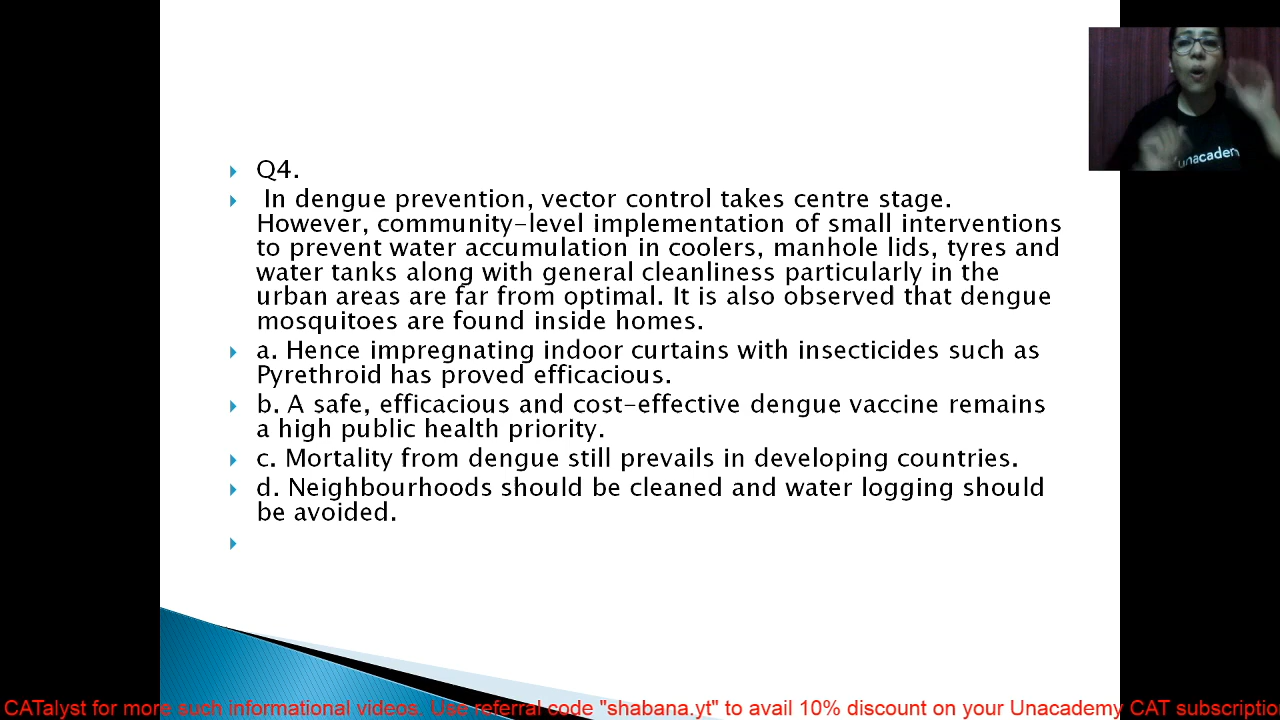 Q4.
In dengue prevention, vector control takes centre stage.
However, community-level implementation of small interventions
to prevent water accumulation in coolers, manhole lids, tyres and
water tanks along with general cleanliness particularly in the
urban areas are far from optimal. It is also observed that dengue
mosquitoes are found inside homes.
a. Hence impregnating indoor curtains with insecticides such as
Pyrethroid has proved efficacious.
b. A safe, efficacious and cost-effective dengue vaccine remains
a high public health priority.
c. Mortality from dengue still prevails in developing countries.
d. Neighbourhoods should be cleaned and water logging should
be avoided.
unacademy
CATalyst for more such informational videos. Use referral code "shabana.yt" to avail 10% discount on your Unacademy CAT subscriptio